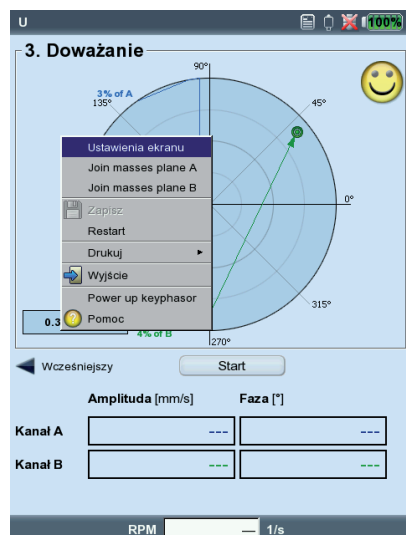 U
100%
3. Doważanie
90°
3% of A
135°
45°
Ustawienia ekranu
Join masses plane A
Join masses plane B
0°
Zapisz
Restart
Drukuj
Wyjście
Power up keyphasor
315°
0.3
Pomoc
4% of B
270°
Wcześniejszy
Start
Amplituda [mm/s]
Faza [°]
Kanał A
---
---
Kanał B
---
---
RPM
—
1/s